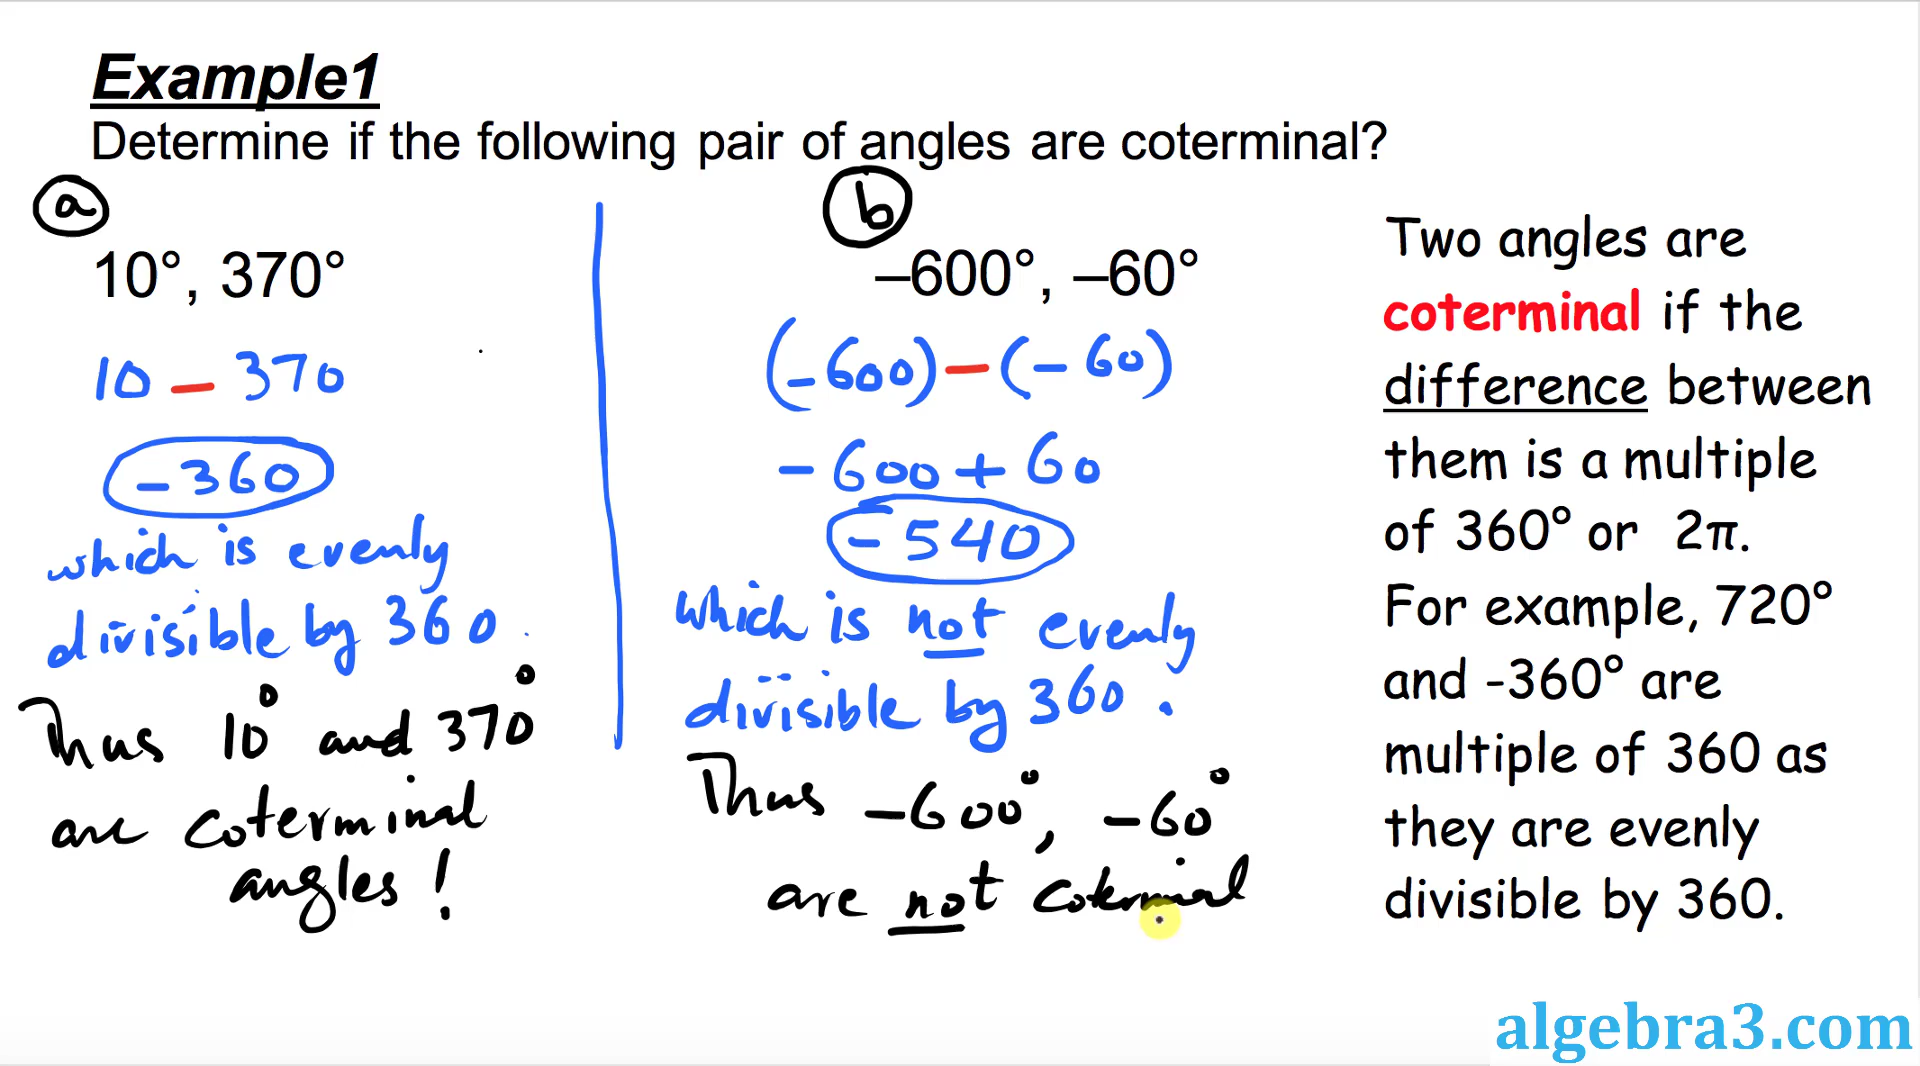 Example1
Determine if the following pair of angles are coterminal?
a
10°, 370°
10 - 370
-360
which is evenly
divisible by 360.
Thus 10° and 370°
are coterminal
angles!
b
–600°, –60°
(-600) - (-60)
-600 + 60
-540
which is not evenly
divisible by 360.
Thus -600°, -60°
are not coterminal
Two angles are
coterminal if the
difference between
them is a multiple
of 360° or 2π.
For example, 720°
and -360° are
multiple of 360 as
they are evenly
divisible by 360.
algebra3.com